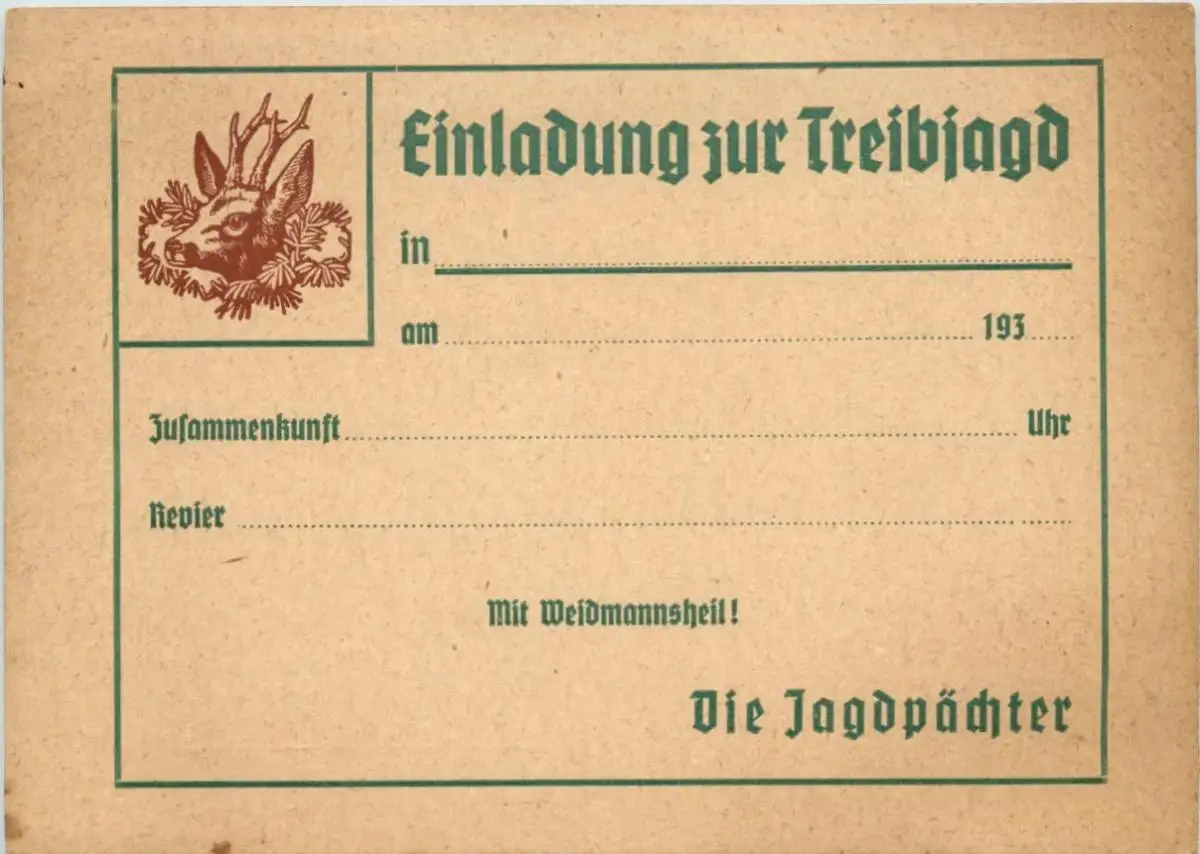 Einladung zur Treibjagd
in
am 193
Zusammenkunft Uhr
Revier
Mit Weidmannsheil!
Die Jagdpächter